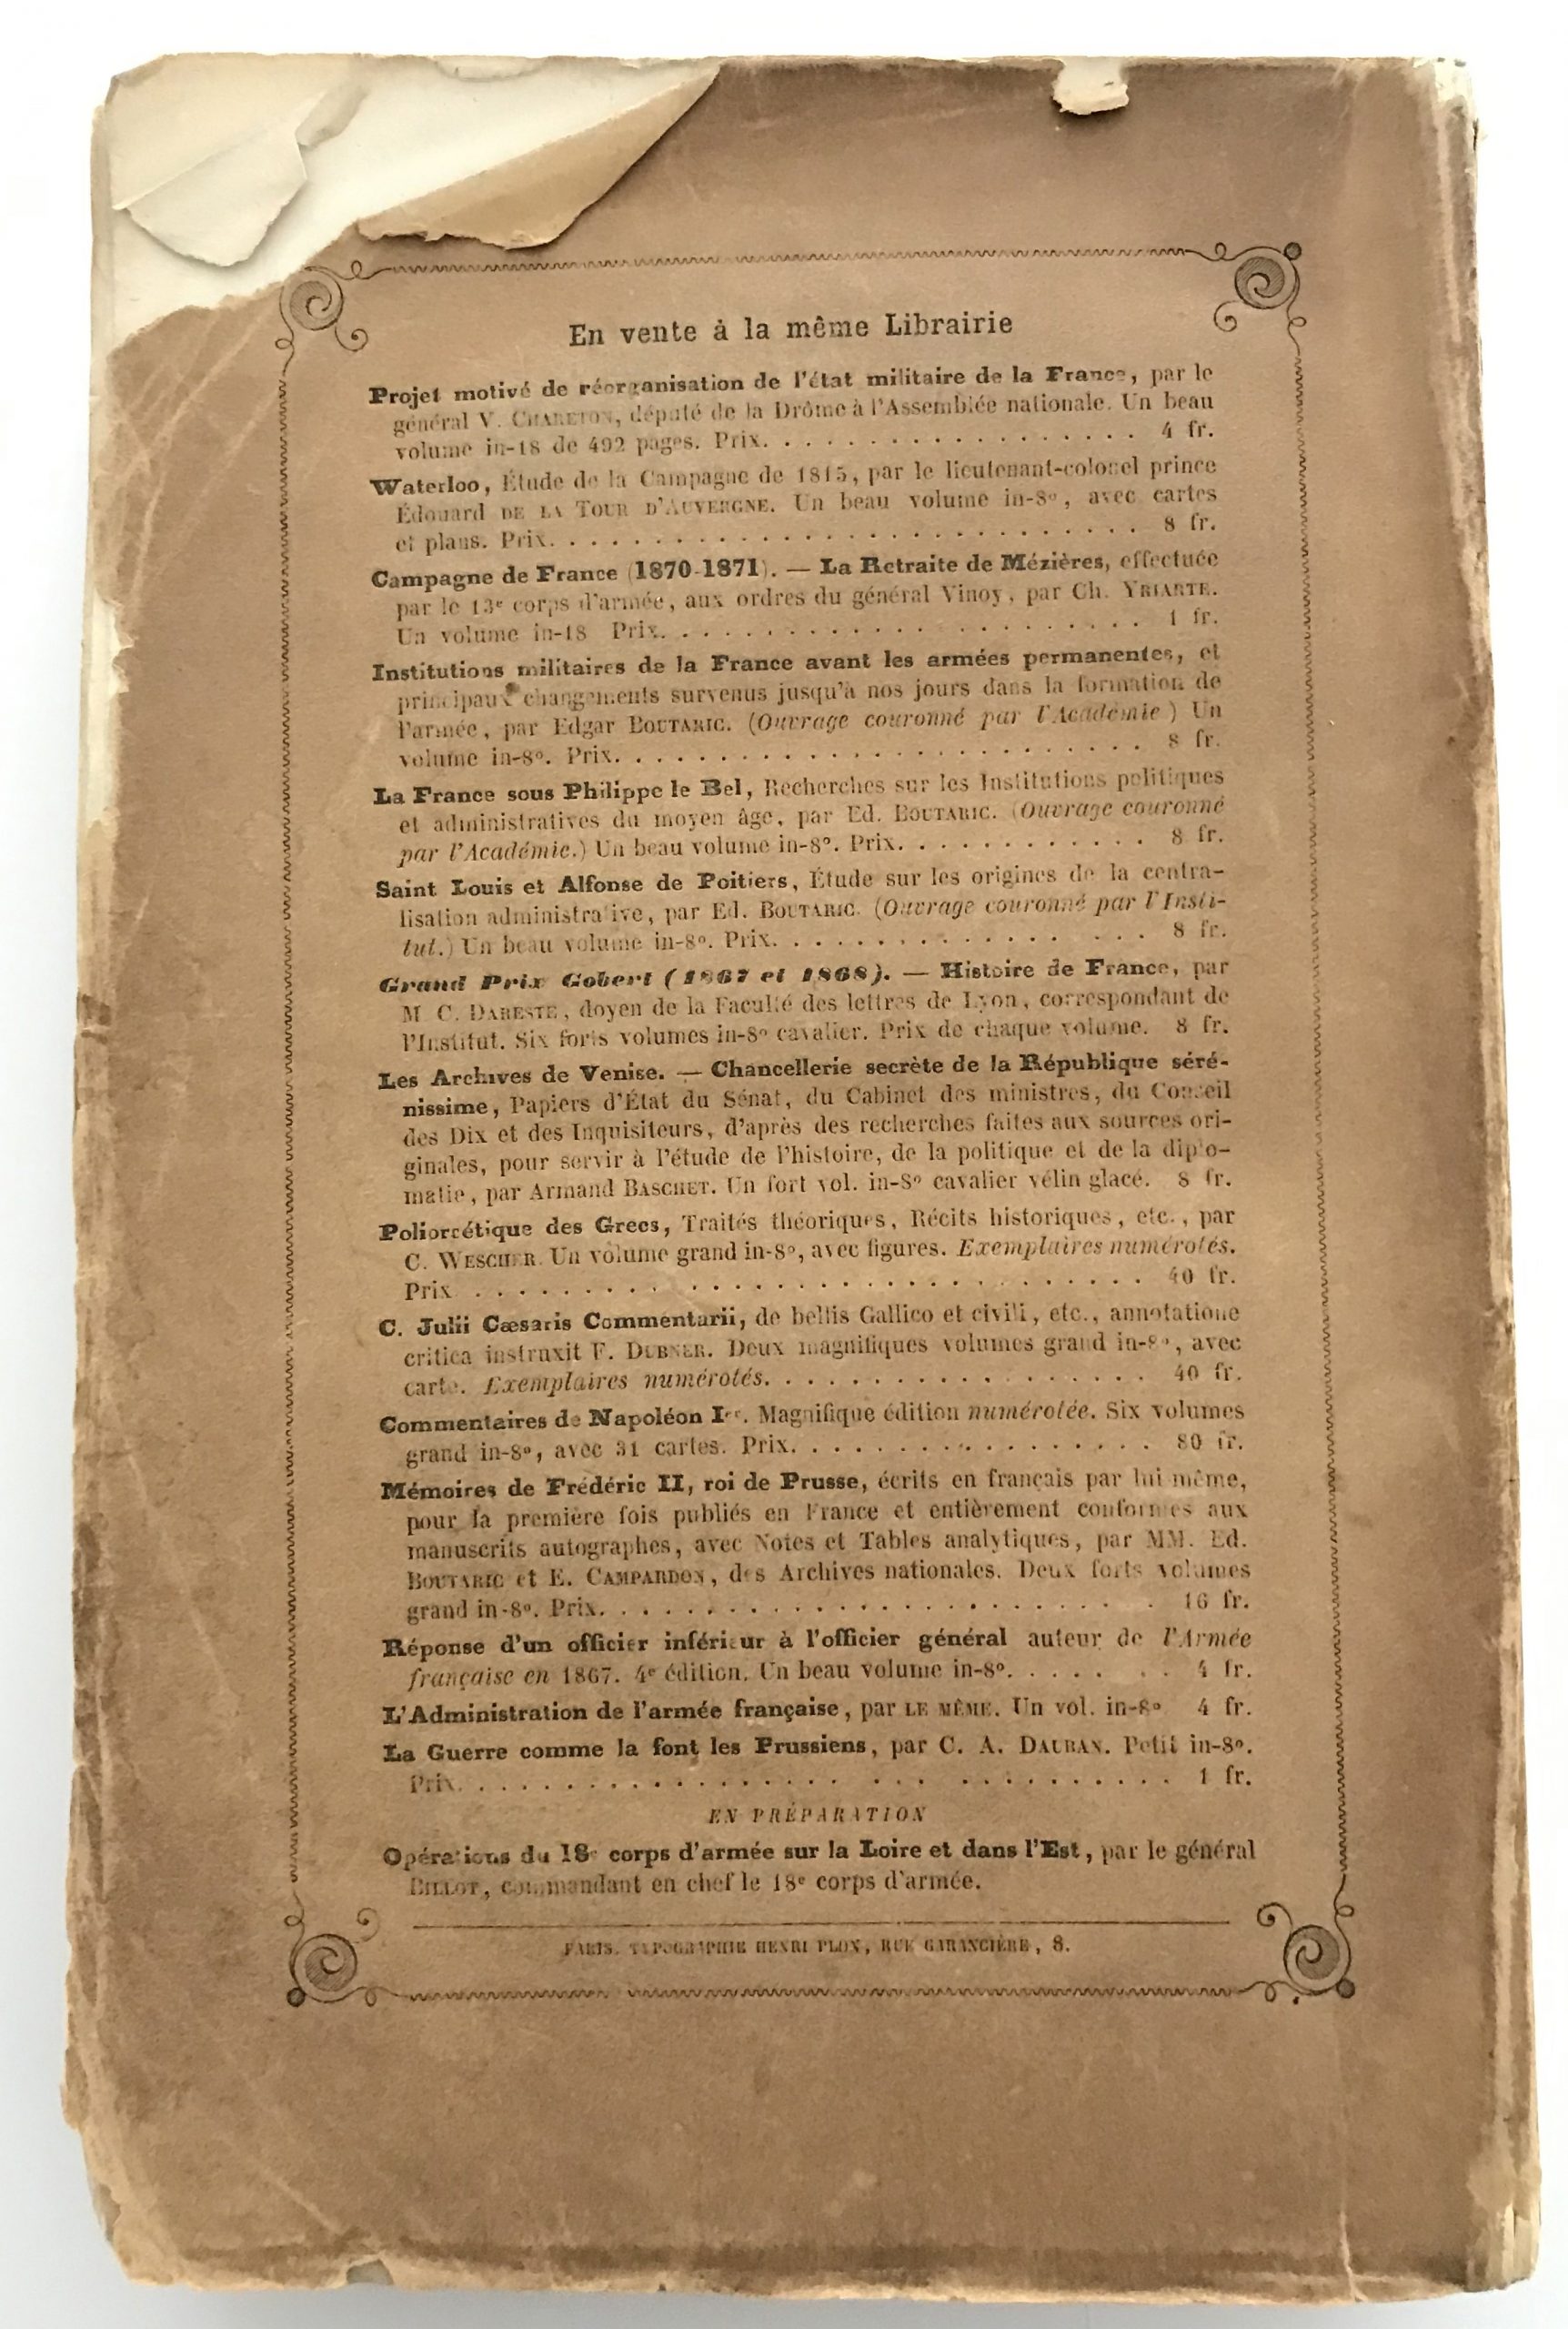 En vente à la même Librairie
Projet motivé de réorganisation de l'état militaire de la France, par le
général V. CHARETON, député de la Drôme à l'Assemblée nationale. Un beau
volume in-18 de 492 pages. Prix. . . . . . . . . . . . . . . . . . 4 fr.
Waterloo, Étude de la Campagne de 1815, par le lieutenant-colonel prince
Édouard DE LA TOUR D'AUVERGNE. Un beau volume in-8º, avec cartes
et plans. Prix. . . . . . . . . . . . . . . . . . . . . . . . . . . 8 fr.
Campagne de France (1870-1871). — La Retraite de Mézières, effectuée
par le 13e corps d'armée, aux ordres du général Vinoy, par Ch. YRIARTE.
Un volume in-18 Prix. . . . . . . . . . . . . . . . . . . . . . 1 fr.
Institutions militaires de la France avant les armées permanentes, et
principaux changements survenus jusqu'à nos jours dans la formation de
l'armée, par Edgar BOUTARIC. (Ouvrage couronné par l'Académie ) Un
volume in-8º. Prix. . . . . . . . . . . . . . . . . . . . . . . . 8 fr.
La France sous Philippe le Bel, Recherches sur les Institutions politiques
et administratives du moyen âge, par Ed. BOUTARIC. (Ouvrage couronné
par l'Académie.) Un beau volume in-8º. Prix. . . . . . . . . . . . 8 fr.
Saint Louis et Alfonse de Poitiers, Étude sur les origines de la centra-
lisation administrative, par Ed. BOUTARIC. (Ouvrage couronné par l'Insti-
tut.) Un beau volume in-8º. Prix. . . . . . . . . . . . . . . . . . 8 fr.
Grand Prix Gobert (1867 et 1868). — Histoire de France, par
M. C. DARESTE, doyen de la Faculté des lettres de Lyon, correspondant de
l'Institut. Six forts volumes in-8º cavalier. Prix de chaque volume. 8 fr.
Les Archives de Venise. — Chancellerie secrète de la République séré-
nissime, Papiers d'État du Sénat, du Cabinet des ministres, du Conseil
des Dix et des Inquisiteurs, d'après des recherches faites aux sources ori-
ginales, pour servir à l'étude de l'histoire, de la politique et de la diplo-
matie, par Armand BASCHET. Un fort vol. in-8º cavalier vélin glacé. 8 fr.
Poliorcétique des Grecs, Traités théoriques, Récits historiques, etc., par
C. WESCHER. Un volume grand in-8º, avec figures. Exemplaires numérotés.
Prix . . . . . . . . . . . . . . . . . . . . . . . . . . . . . . 40 fr.
C. Julii Cæsaris Commentarii, de bellis Gallico et civili, etc., annotatione
critica instruxit F. DUBNER. Deux magnifiques volumes grand in-8º, avec
carte. Exemplaires numérotés. . . . . . . . . . . . . . . . . . 40 fr.
Commentaires de Napoléon Ier. Magnifique édition numérotée. Six volumes
grand in-8º, avec 31 cartes. Prix. . . . . . . . . . . . . . . . . 80 fr.
Mémoires de Frédéric II, roi de Prusse, écrits en français par lui même,
pour la première fois publiés en France et entièrement conformes aux
manuscrits autographes, avec Notes et Tables analytiques, par MM. Ed.
BOUTARIC et E. CAMPARDON, des Archives nationales. Deux forts volumes
grand in-8º. Prix. . . . . . . . . . . . . . . . . . . . . . . . . . 16 fr.
Réponse d'un officier inférieur à l'officier général auteur de l'Armée
française en 1867. 4e édition. Un beau volume in-8º. . . . . . . 4 fr.
L'Administration de l'armée française, par LE MÊME. Un vol. in-8º 4 fr.
La Guerre comme la font les Prussiens, par C. A. DAUBAN. Petit in-8º.
Prix. . . . . . . . . . . . . . . . . . . . . . . . . . . . . . 1 fr.
EN PRÉPARATION
Opérations du 18e corps d'armée sur la Loire et dans l'Est, par le général
BILLOT, commandant en chef le 18e corps d'armée.
PARIS. TYPOGRAPHIE HENRI PLON, RUE GARANCIÈRE, 8.